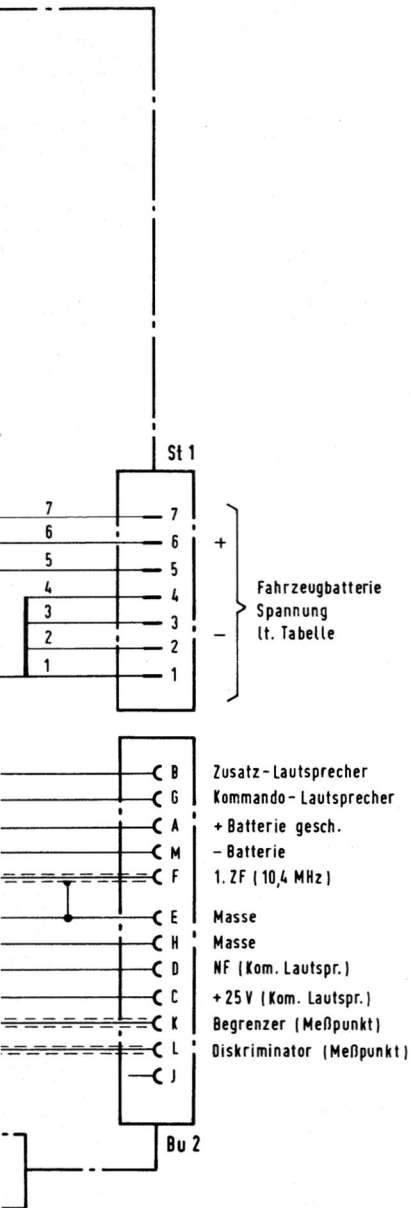 St 1
7 7
6 6 +
5 5
4 4 Fahrzeugbatterie
3 3 Spannung
2 2 – lt. Tabelle
1 1
B Zusatz-Lautsprecher
G Kommando-Lautsprecher
A + Batterie gesch.
M – Batterie
F 1. ZF (10,4 MHz)
E Masse
H Masse
D NF (Kom. Lautspr.)
C +25 V (Kom. Lautspr.)
K Begrenzer (Meßpunkt)
L Diskriminator (Meßpunkt)
J
Bu 2